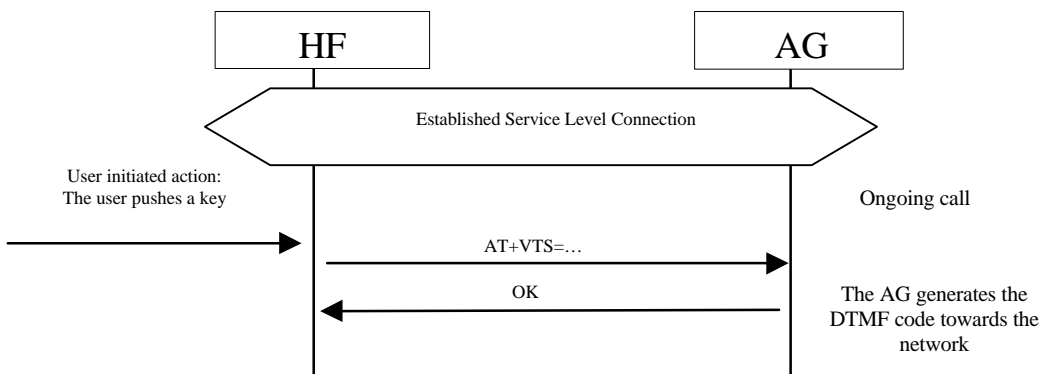 HF
AG
Established Service Level Connection
User initiated action:
The user pushes a key
Ongoing call
AT+VTS=…
OK
The AG generates the
DTMF code towards the
network